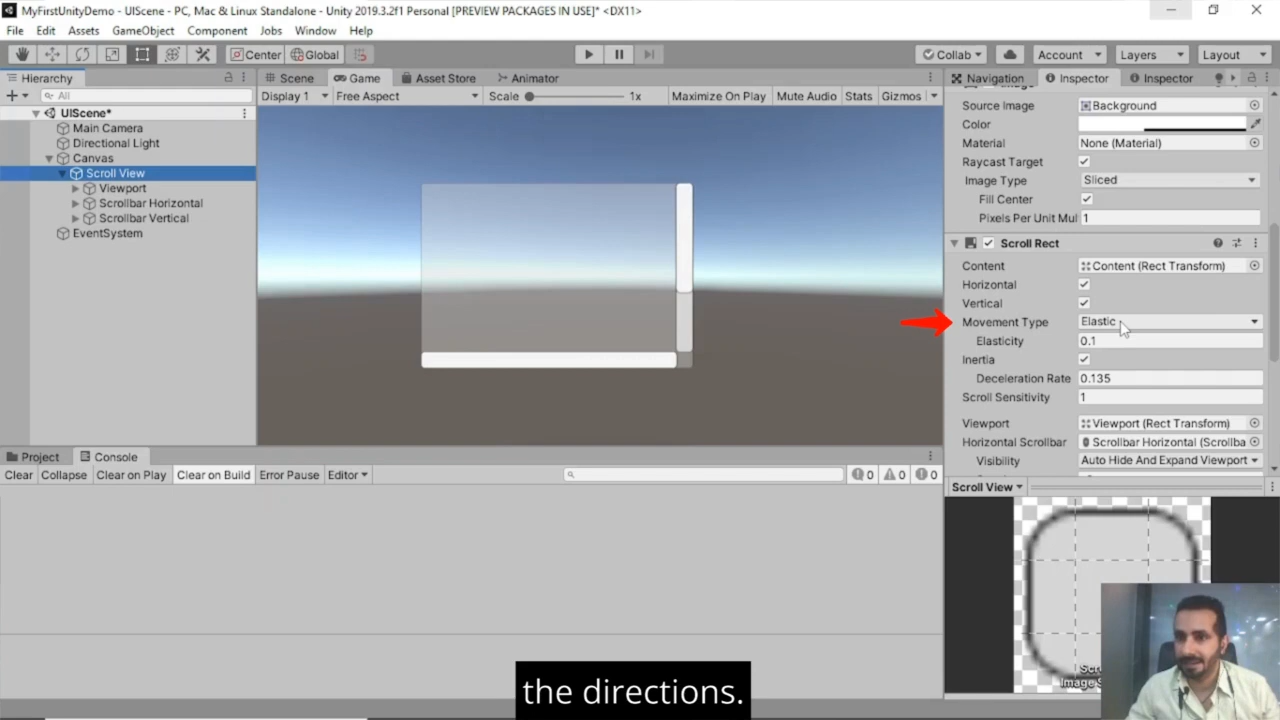 MyFirstUnityDemo - UIScene - PC, Mac & Linux Standalone - Unity 2019.3.2f1 Personal [PREVIEW PACKAGES IN USE]* <DX11>
File Edit Assets GameObject Component Jobs Window Help
Center Global Collab Account Layers Layout
Hierarchy Scene Game Asset Store Animator Navigation Inspector Inspector
All Display 1 Free Aspect Scale 1x Maximize On Play Mute Audio Stats Gizmos
UIScene*
Main Camera
Directional Light
Canvas
Scroll View
Viewport
Scrollbar Horizontal
Scrollbar Vertical
EventSystem
Image
Source Image Background
Color
Material None (Material)
Raycast Target
Image Type Sliced
Fill Center
Pixels Per Unit Mul 1
Scroll Rect
Content Content (Rect Transform)
Horizontal
Vertical
Movement Type Elastic
Elasticity 0.1
Inertia
Deceleration Rate 0.135
Scroll Sensitivity 1
Viewport Viewport (Rect Transform)
Horizontal Scrollbar Scrollbar Horizontal (Scrollba
Visibility Auto Hide And Expand Viewport
Project Console
Clear Collapse Clear on Play Clear on Build Error Pause Editor 0 0 0
Scroll View
the directions.